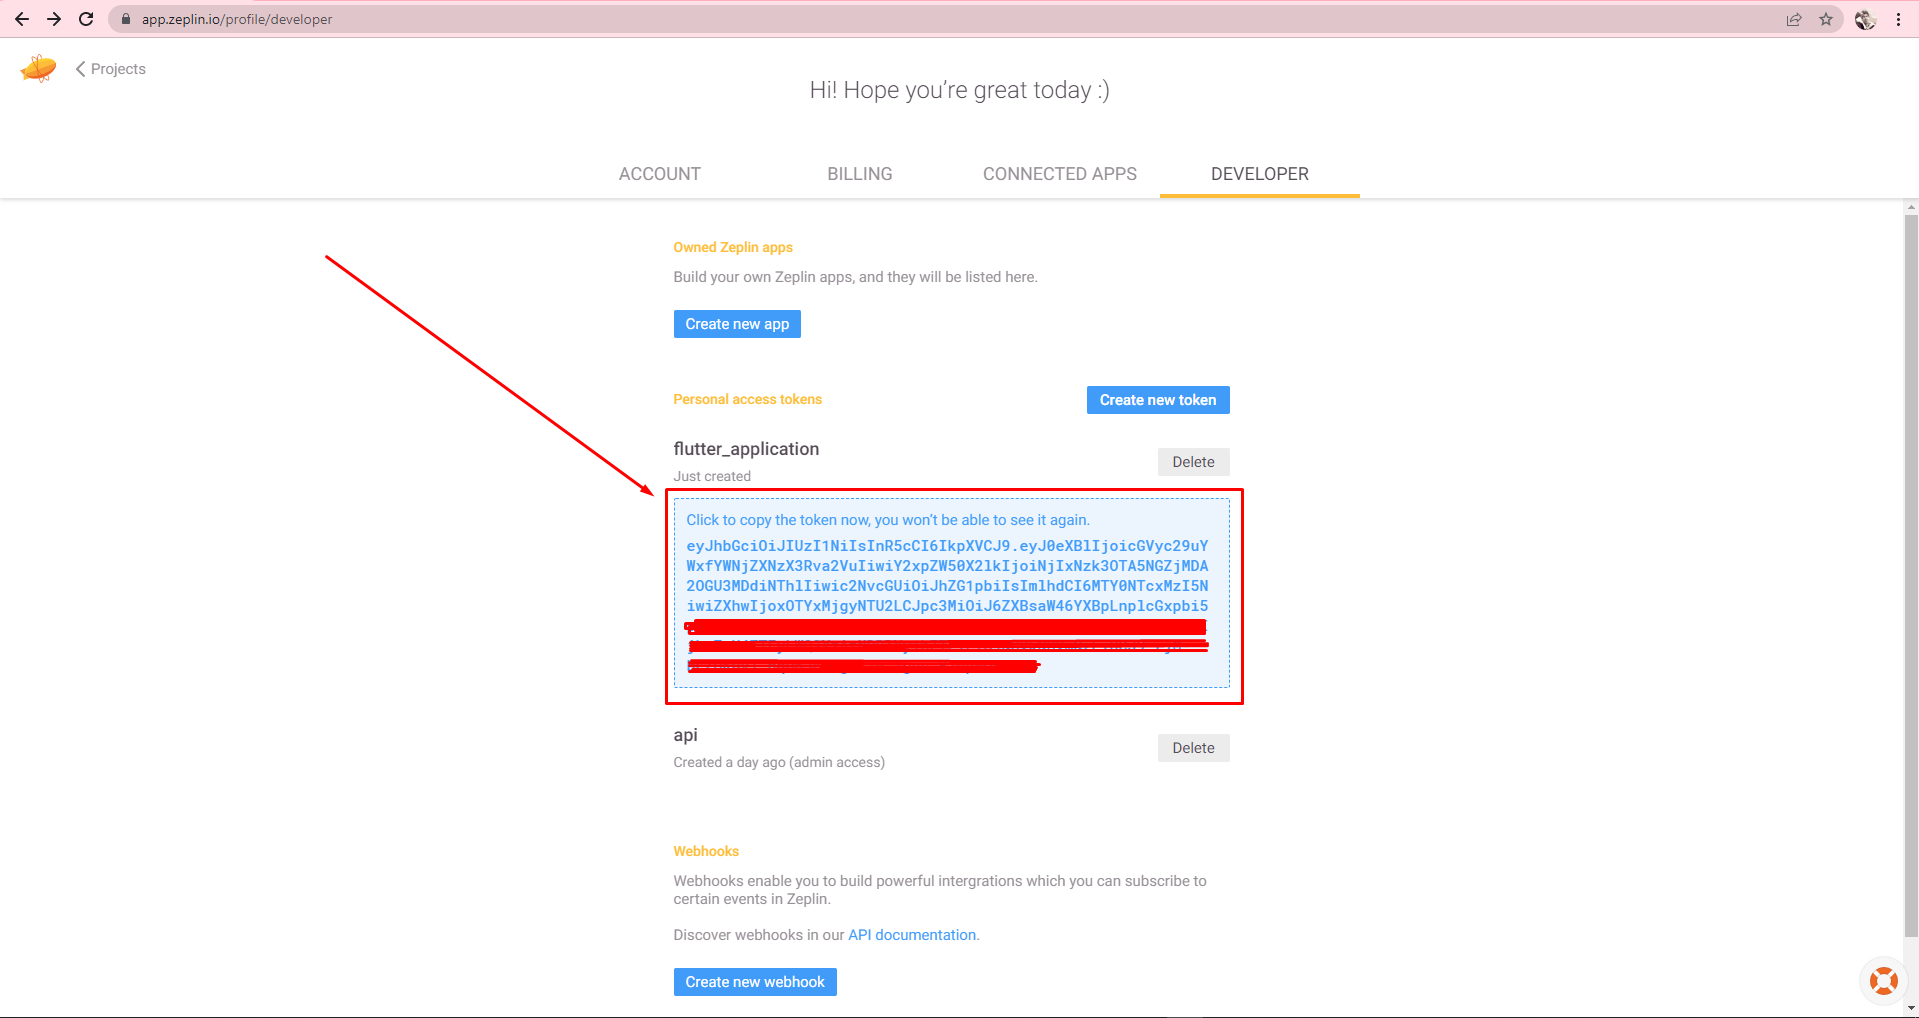 app.zeplin.io/profile/developer
Projects
Hi! Hope you're great today :)
ACCOUNT
BILLING
CONNECTED APPS
DEVELOPER
Owned Zeplin apps
Build your own Zeplin apps, and they will be listed here.
Create new app
Personal access tokens
Create new token
flutter_application
Delete
Just created
Click to copy the token now, you won't be able to see it again.
eyJhbGciOiJIUzI1NiIsInR5cCI6IkpXVCJ9.eyJ0eXBlIjoicGVyc29uY
WxfYWNjZXNzX3Rva2VuIiwiY2xpZW50X2lkIjoiNjIxNzk3OTA5NGZjMDA
2OGU3MDdiNThlIiwic2NvcGUiOiJhZG1pbiIsImlhdCI6MTY0NTcxMzI5N
iwiZXhwIjoxOTYxMjgyNTU2LCJpc3MiOiJ6ZXBsaW46YXBpLnplcGxpbi5
api
Delete
Created a day ago (admin access)
Webhooks
Webhooks enable you to build powerful intergrations which you can subscribe to
certain events in Zeplin.
Discover webhooks in our API documentation.
Create new webhook